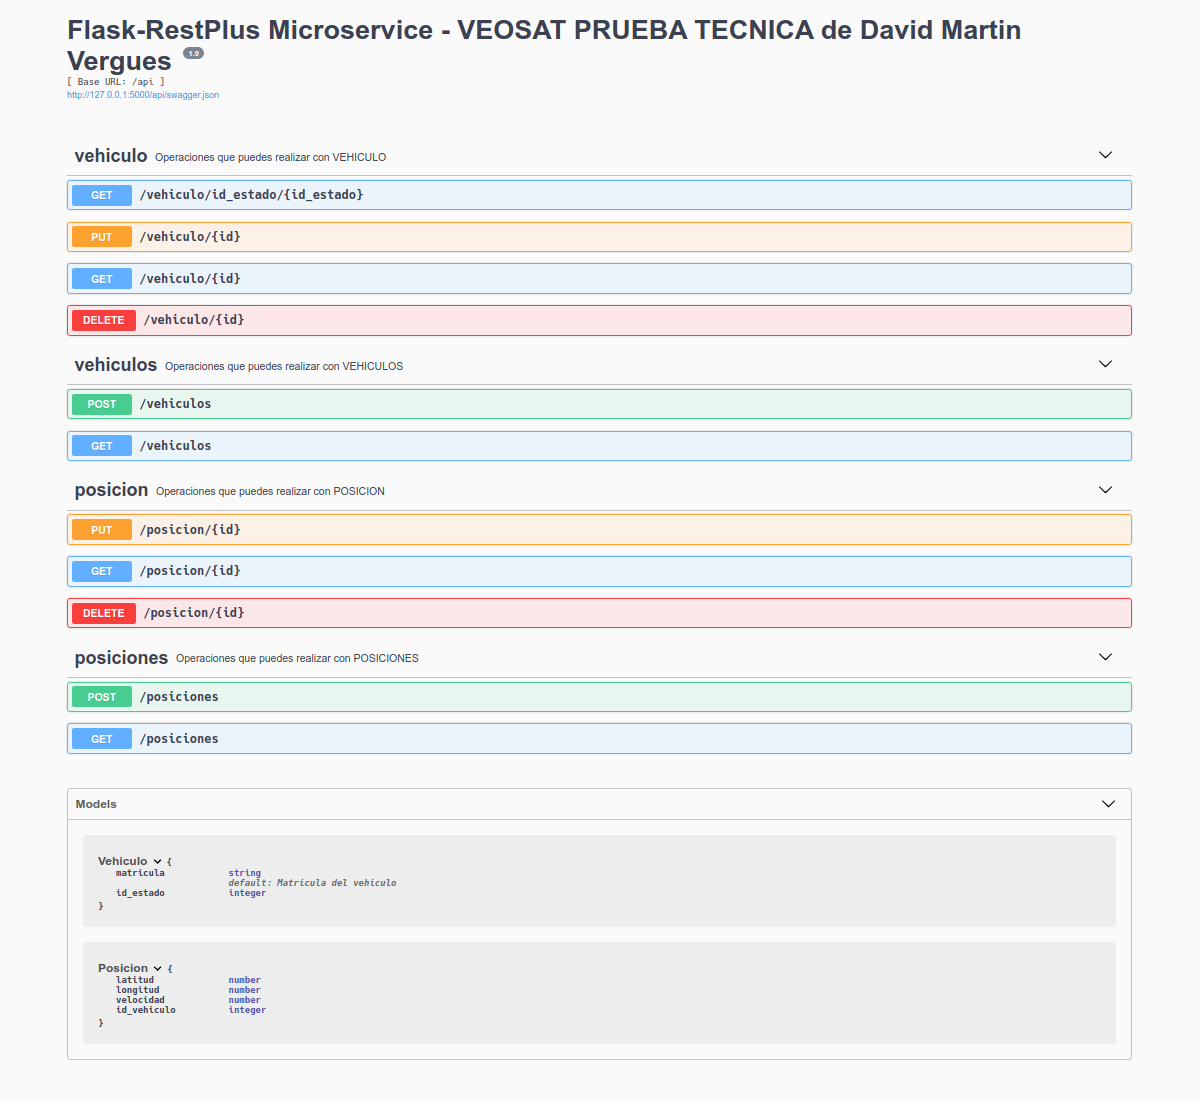 Flask-RestPlus Microservice - VEOSAT PRUEBA TECNICA de David Martin
Vergues 1.0
[ Base URL: /api ]
http://127.0.0.1:5000/api/swagger.json
vehiculo Operaciones que puedes realizar con VEHICULO
GET /vehiculo/id_estado/{id_estado}
PUT /vehiculo/{id}
GET /vehiculo/{id}
DELETE /vehiculo/{id}
vehiculos Operaciones que puedes realizar con VEHICULOS
POST /vehiculos
GET /vehiculos
posicion Operaciones que puedes realizar con POSICION
PUT /posicion/{id}
GET /posicion/{id}
DELETE /posicion/{id}
posiciones Operaciones que puedes realizar con POSICIONES
POST /posiciones
GET /posiciones
Models
Vehiculo {
matricula string
default: Matricula del vehiculo
id_estado integer
}
Posicion {
latitud number
longitud number
velocidad number
id_vehiculo integer
}